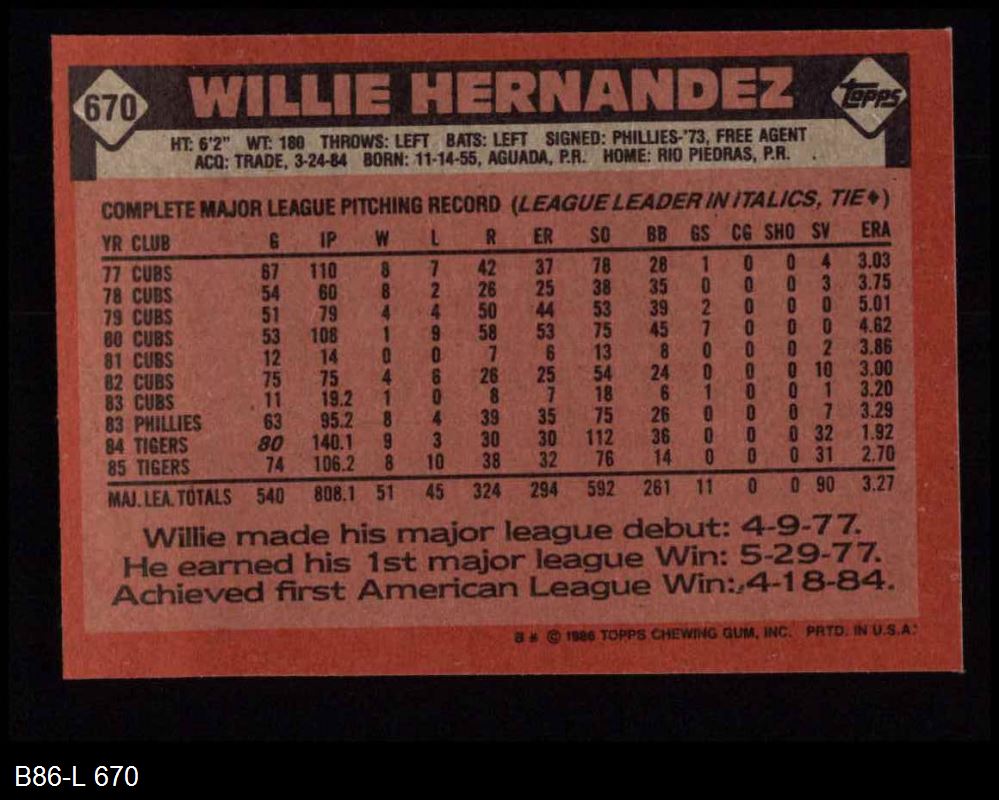 670
WILLIE HERNANDEZ
topps
HT: 6'2" WT: 180 THROWS: LEFT BATS: LEFT SIGNED: PHILLIES-'73, FREE AGENT
ACQ: TRADE, 3-24-84 BORN: 11-14-55, AGUADA, P.R. HOME: RIO PIEDRAS, P.R.
COMPLETE MAJOR LEAGUE PITCHING RECORD (LEAGUE LEADER IN ITALICS, TIE♦)
YR CLUB G IP W L R ER SO BB GS CG SHO SV ERA
77 CUBS 67 110 8 7 42 37 78 28 1 0 0 4 3.03
78 CUBS 54 60 8 2 26 25 38 35 0 0 0 3 3.75
79 CUBS 51 79 4 4 50 44 53 39 2 0 0 0 5.01
80 CUBS 53 108 1 9 58 53 75 45 7 0 0 0 4.62
81 CUBS 12 14 0 0 7 6 13 8 0 0 0 2 3.86
82 CUBS 75 75 4 6 26 25 54 24 0 0 0 10 3.00
83 CUBS 11 19.2 1 0 8 7 18 6 1 0 0 1 3.20
83 PHILLIES 63 95.2 8 4 39 35 75 26 0 0 0 7 3.29
84 TIGERS 80 140.1 9 3 30 30 112 36 0 0 0 32 1.92
85 TIGERS 74 106.2 8 10 38 32 76 14 0 0 0 31 2.70
MAJ. LEA. TOTALS 540 808.1 51 45 324 294 592 261 11 0 0 90 3.27
Willie made his major league debut: 4-9-77.
He earned his 1st major league Win: 5-29-77.
Achieved first American League Win: 4-18-84.
B * © 1986 TOPPS CHEWING GUM, INC. PRTD. IN U.S.A.
B86-L 670